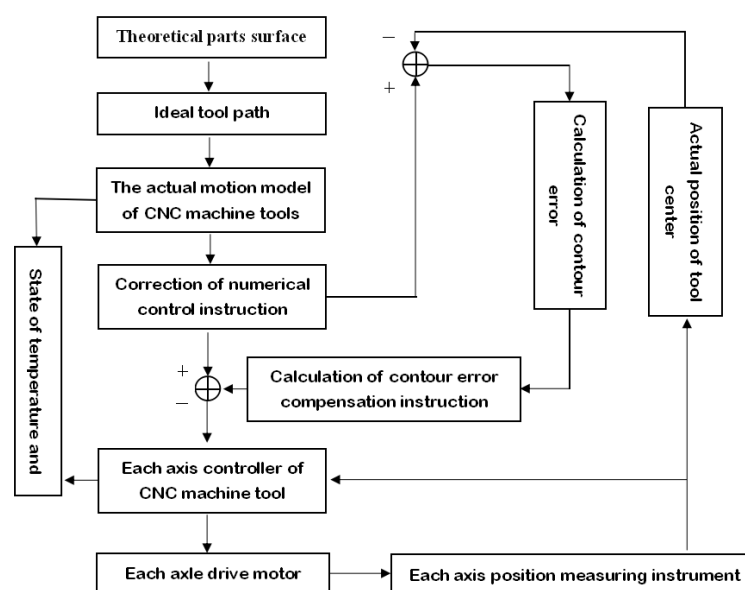 Theoretical parts surface
Ideal tool path
The actual motion model
of CNC machine tools
Correction of numerical
control instruction
State of temperature and
−
+
Calculation of contour
error
Actual position of tool
center
+
−
Calculation of contour error
compensation instruction
Each axis controller of
CNC machine tool
Each axle drive motor
Each axis position measuring instrument